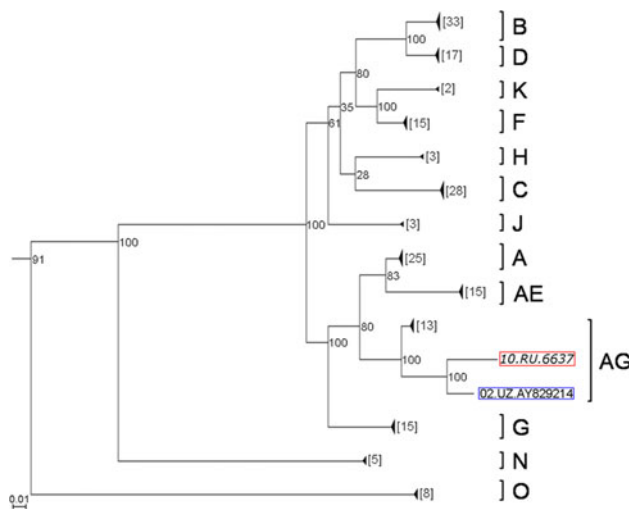 [33] ] B
100
[17] ] D
80
[2] ] K
35
100
[15] ] F
61
[3] ] H
28
[28] ] C
100
[3] ] J
[25] ] A
100
91
83
[15] ] AE
[13]
80
100
10.RU.6637
AG
100
100
02.UZ.AY829214
[15] ] G
[5] ] N
0.01
[8] ] O